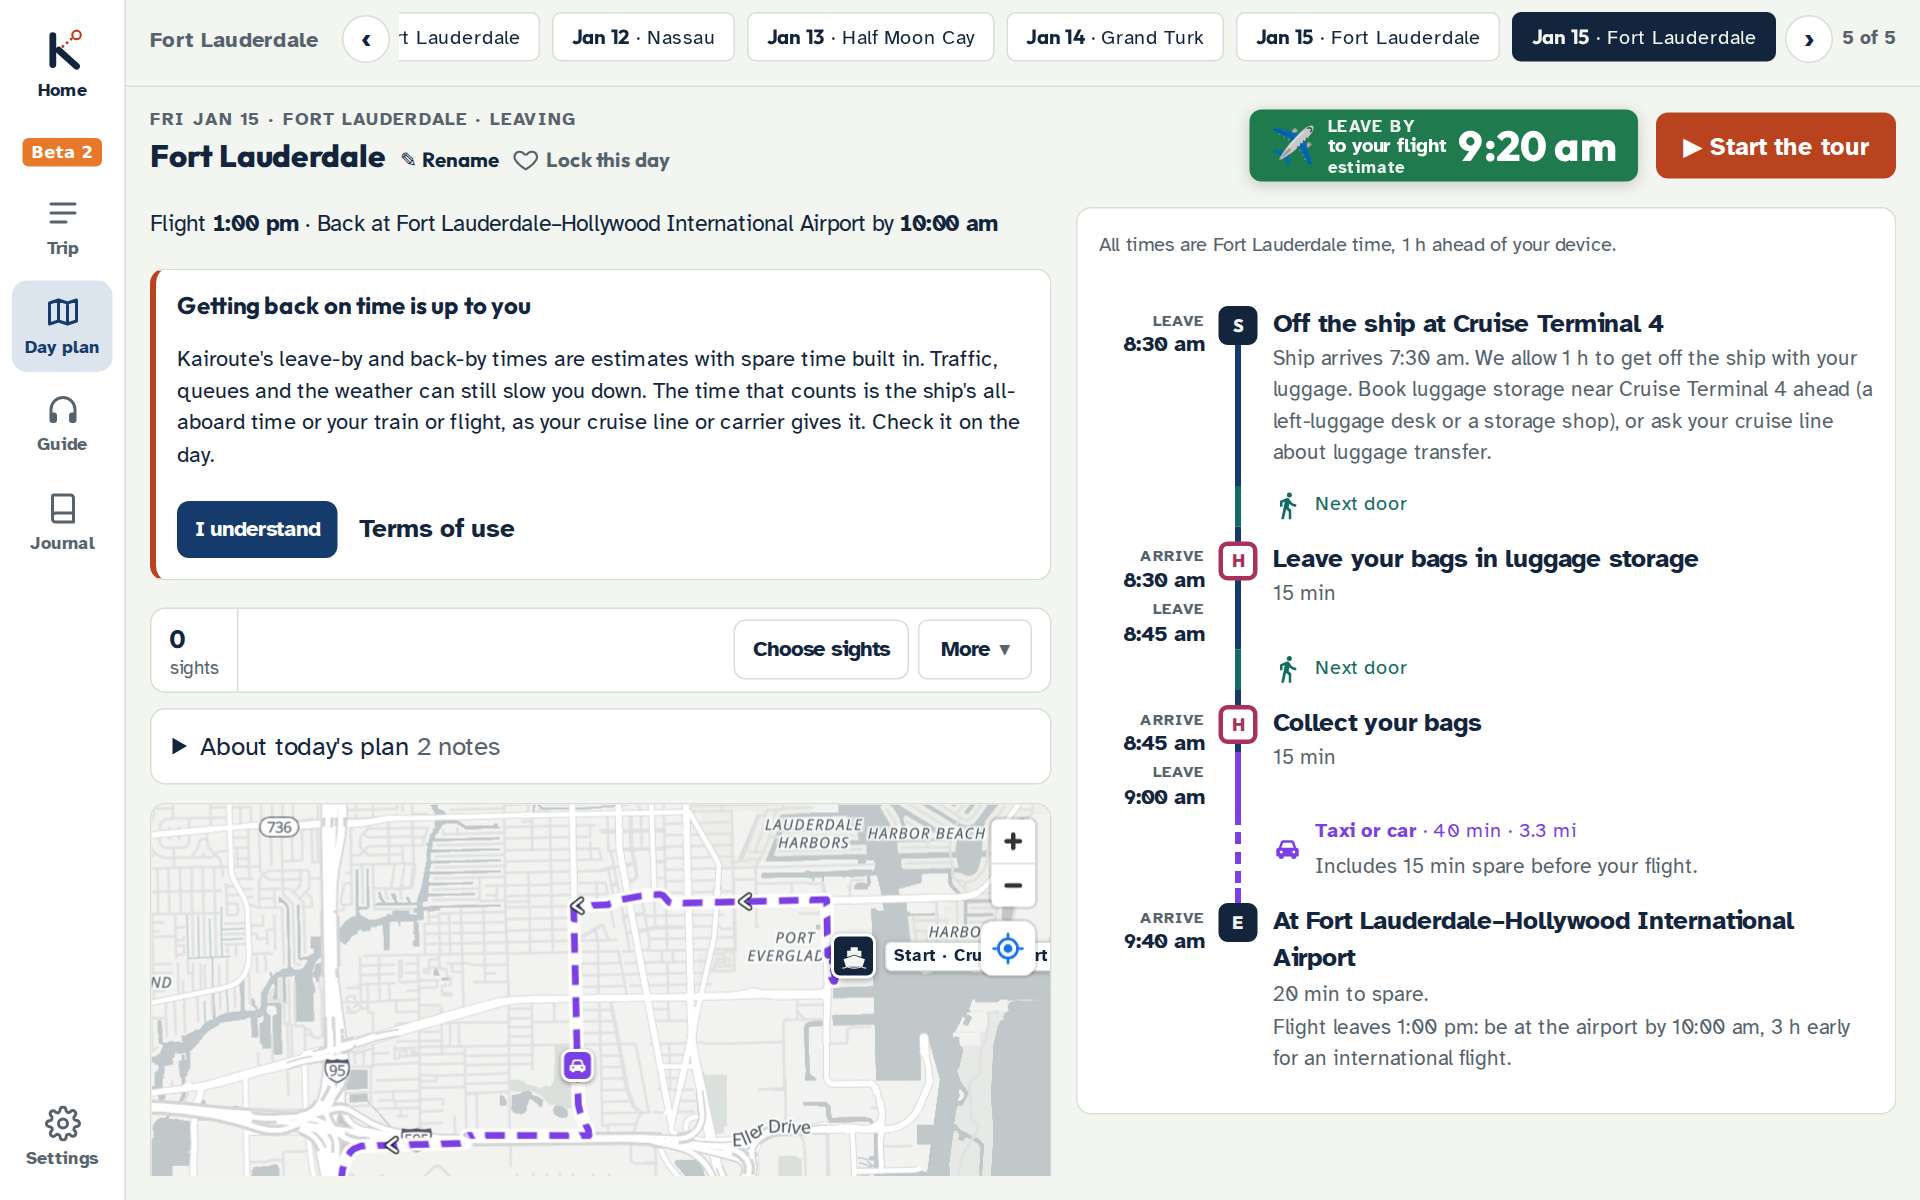 Home
Beta 2
Trip
Day plan
Guide
Journal
Settings
Fort Lauderdale
‹
rt Lauderdale
Jan 12 · Nassau
Jan 13 · Half Moon Cay
Jan 14 · Grand Turk
Jan 15 · Fort Lauderdale
Jan 15 · Fort Lauderdale
›
5 of 5
FRI JAN 15 · FORT LAUDERDALE · LEAVING
Fort Lauderdale
✎ Rename
Lock this day
LEAVE BY
to your flight
estimate
9:20 am
▶ Start the tour
Flight 1:00 pm · Back at Fort Lauderdale–Hollywood International Airport by 10:00 am
Getting back on time is up to you
Kairoute's leave-by and back-by times are estimates with spare time built in. Traffic,
queues and the weather can still slow you down. The time that counts is the ship's all-
aboard time or your train or flight, as your cruise line or carrier gives it. Check it on the
day.
I understand
Terms of use
0
sights
Choose sights
More ▾
▶ About today's plan 2 notes
736
LAUDERDALE
HARBORS
HARBOR BEACH
+
−
PORT
EVERGLAD
HARBO
Start · Cru
rt
ND
95
595
Eller Drive
All times are Fort Lauderdale time, 1 h ahead of your device.
LEAVE
8:30 am
S
Off the ship at Cruise Terminal 4
Ship arrives 7:30 am. We allow 1 h to get off the ship with your
luggage. Book luggage storage near Cruise Terminal 4 ahead (a
left-luggage desk or a storage shop), or ask your cruise line
about luggage transfer.
Next door
ARRIVE
8:30 am
LEAVE
8:45 am
H
Leave your bags in luggage storage
15 min
Next door
ARRIVE
8:45 am
LEAVE
9:00 am
H
Collect your bags
15 min
Taxi or car · 40 min · 3.3 mi
Includes 15 min spare before your flight.
ARRIVE
9:40 am
E
At Fort Lauderdale–Hollywood International
Airport
20 min to spare.
Flight leaves 1:00 pm: be at the airport by 10:00 am, 3 h early
for an international flight.